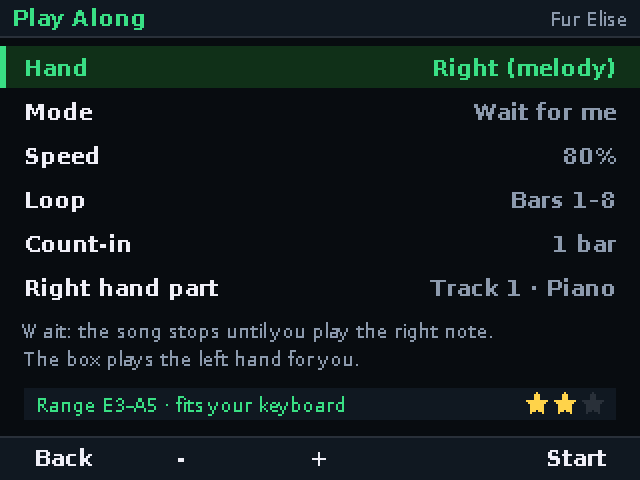 Play Along Fur Elise
Hand Right (melody)
Mode Wait for me
Speed 80%
Loop Bars 1-8
Count-in 1 bar
Right hand part Track 1 · Piano
Wait: the song stops until you play the right note.
The box plays the left hand for you.
Range E3–A5 · fits your keyboard
Back - + Start